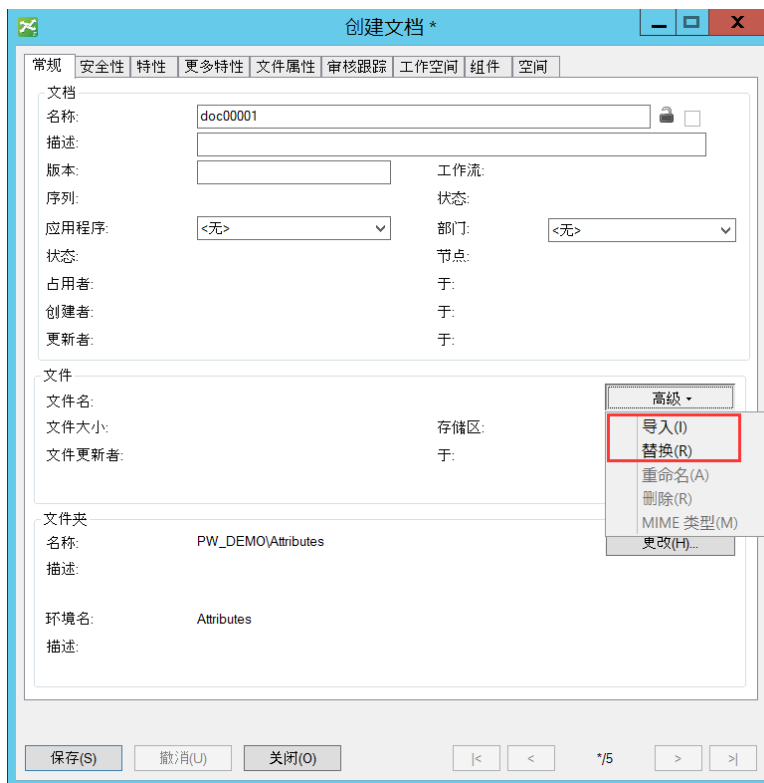 创建文档 *
常规 安全性 特性 更多特性 文件属性 审核跟踪 工作空间 组件 空间
文档
名称: doc00001
描述:
版本: 工作流:
序列: 状态:
应用程序: <无> 部门: <无>
状态: 节点:
占用者: 于:
创建者: 于:
更新者: 于:
文件
文件名: 高级
文件大小: 存储区: 导入(I)
文件更新者: 于: 替换(R)
重命名(A)
删除(R)
MIME 类型(M)
文件夹
名称: PW_DEMO\Attributes 更改(H)...
描述:
环境名: Attributes
描述:
保存(S) 撤消(U) 关闭(O) |< < */5 > >|